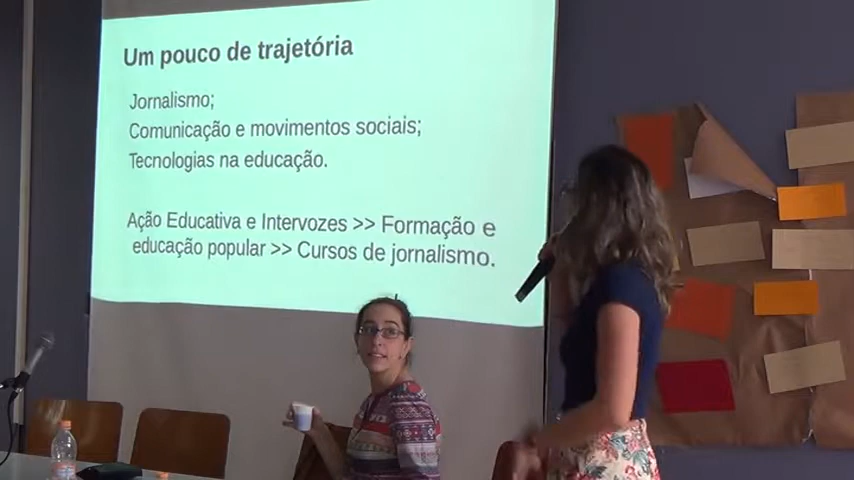 Um pouco de trajetória
Jornalismo;
Comunicação e movimentos sociais;
Tecnologias na educação.
Ação Educativa e Intervozes >> Formação e
educação popular >> Cursos de jornalismo.